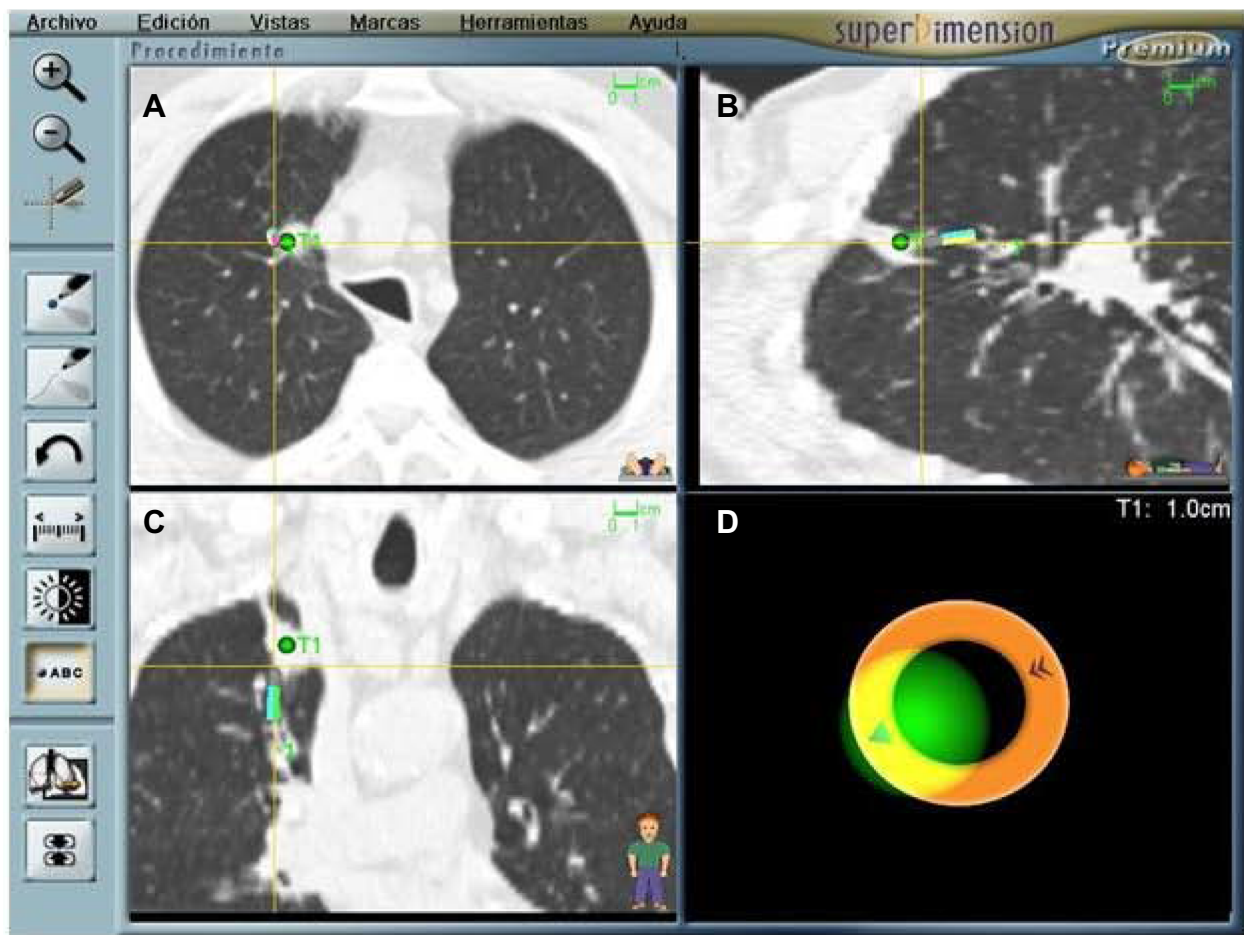 Archivo Edición Vistas Marcas Herramientas Ayuda
superDimension
Premium
Procedimiento
A
cm
0 1
T1
B
cm
0 1
C
cm
0 1
T1
D
T1: 1.0cm
ABC